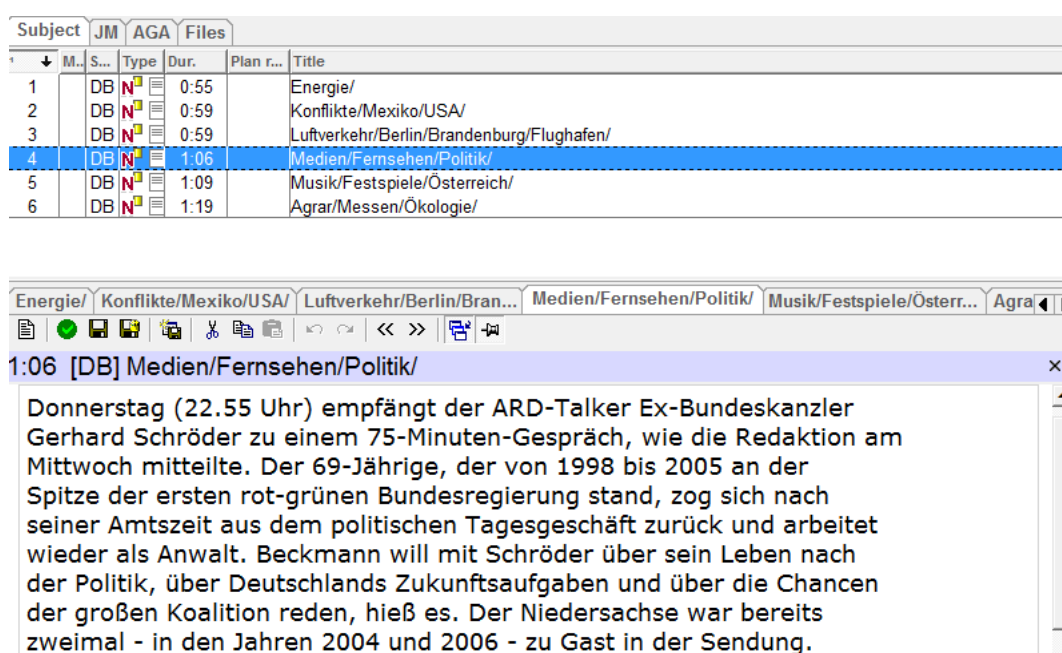 Subject JM AGA Files
M.. S... Type Dur. Plan r... Title
1 DB N 0:55 Energie/
2 DB N 0:59 Konflikte/Mexiko/USA/
3 DB N 0:59 Luftverkehr/Berlin/Brandenburg/Flughafen/
4 DB N 1:06 Medien/Fernsehen/Politik/
5 DB N 1:09 Musik/Festspiele/Österreich/
6 DB N 1:19 Agrar/Messen/Ökologie/
Energie/ Konflikte/Mexiko/USA/ Luftverkehr/Berlin/Bran... Medien/Fernsehen/Politik/ Musik/Festspiele/Österr... Agra
1:06 [DB] Medien/Fernsehen/Politik/
Donnerstag (22.55 Uhr) empfängt der ARD-Talker Ex-Bundeskanzler
Gerhard Schröder zu einem 75-Minuten-Gespräch, wie die Redaktion am
Mittwoch mitteilte. Der 69-Jährige, der von 1998 bis 2005 an der
Spitze der ersten rot-grünen Bundesregierung stand, zog sich nach
seiner Amtszeit aus dem politischen Tagesgeschäft zurück und arbeitet
wieder als Anwalt. Beckmann will mit Schröder über sein Leben nach
der Politik, über Deutschlands Zukunftsaufgaben und über die Chancen
der großen Koalition reden, hieß es. Der Niedersachse war bereits
zweimal - in den Jahren 2004 und 2006 - zu Gast in der Sendung.